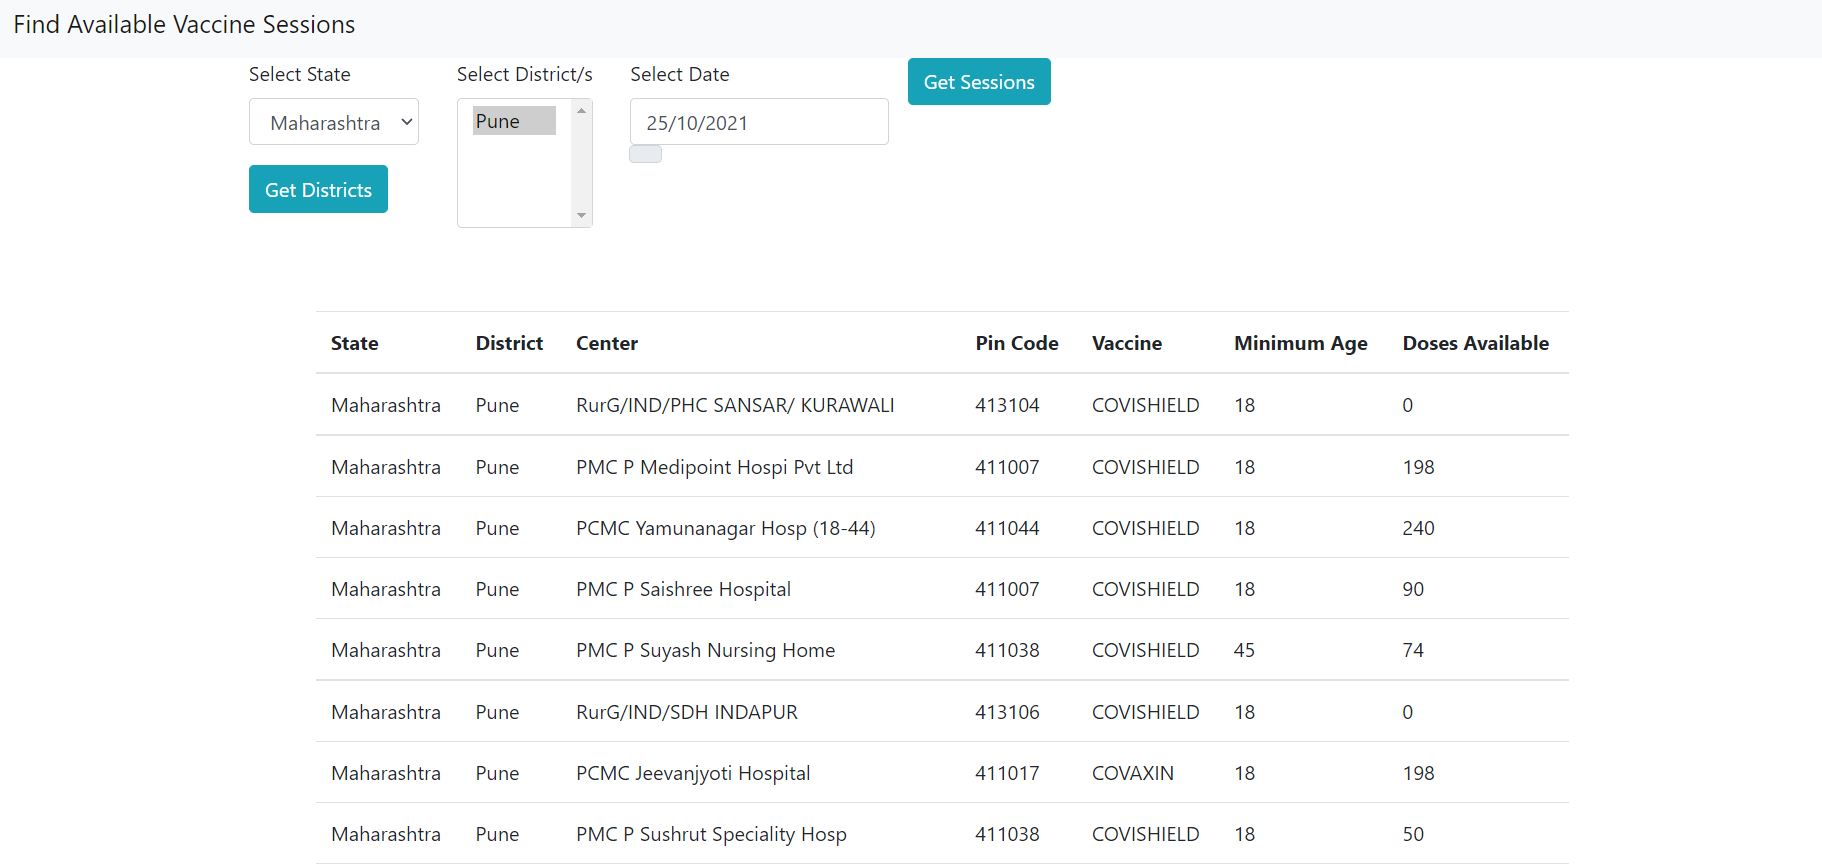 Find Available Vaccine Sessions
Select State Select District/s Select Date Get Sessions
Maharashtra Pune 25/10/2021
Get Districts
State District Center Pin Code Vaccine Minimum Age Doses Available
Maharashtra Pune RurG/IND/PHC SANSAR/ KURAWALI 413104 COVISHIELD 18 0
Maharashtra Pune PMC P Medipoint Hospi Pvt Ltd 411007 COVISHIELD 18 198
Maharashtra Pune PCMC Yamunanagar Hosp (18-44) 411044 COVISHIELD 18 240
Maharashtra Pune PMC P Saishree Hospital 411007 COVISHIELD 18 90
Maharashtra Pune PMC P Suyash Nursing Home 411038 COVISHIELD 45 74
Maharashtra Pune RurG/IND/SDH INDAPUR 413106 COVISHIELD 18 0
Maharashtra Pune PCMC Jeevanjyoti Hospital 411017 COVAXIN 18 198
Maharashtra Pune PMC P Sushrut Speciality Hosp 411038 COVISHIELD 18 50